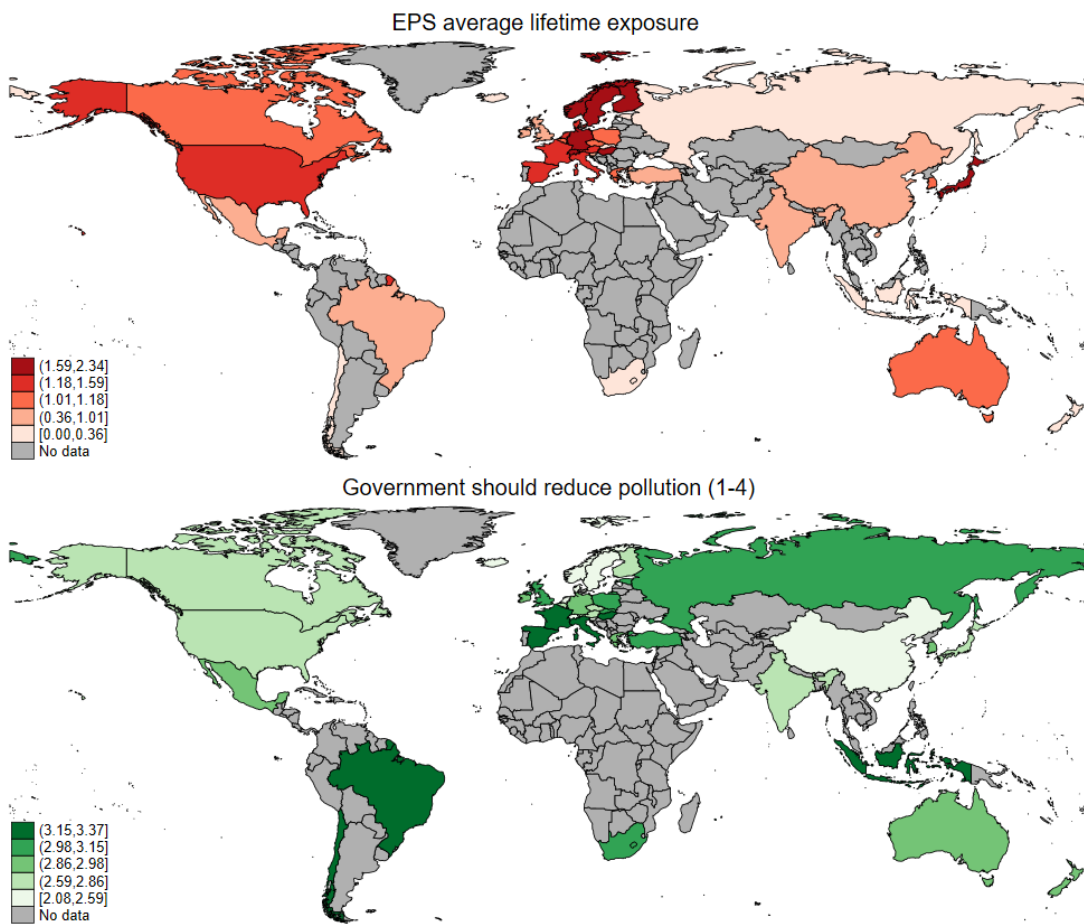 EPS average lifetime exposure
(1.59,2.34]
(1.18,1.59]
(1.01,1.18]
(0.36,1.01]
[0.00,0.36]
No data
Government should reduce pollution (1-4)
(3.15,3.37]
(2.98,3.15]
(2.86,2.98]
(2.59,2.86]
[2.08,2.59]
No data